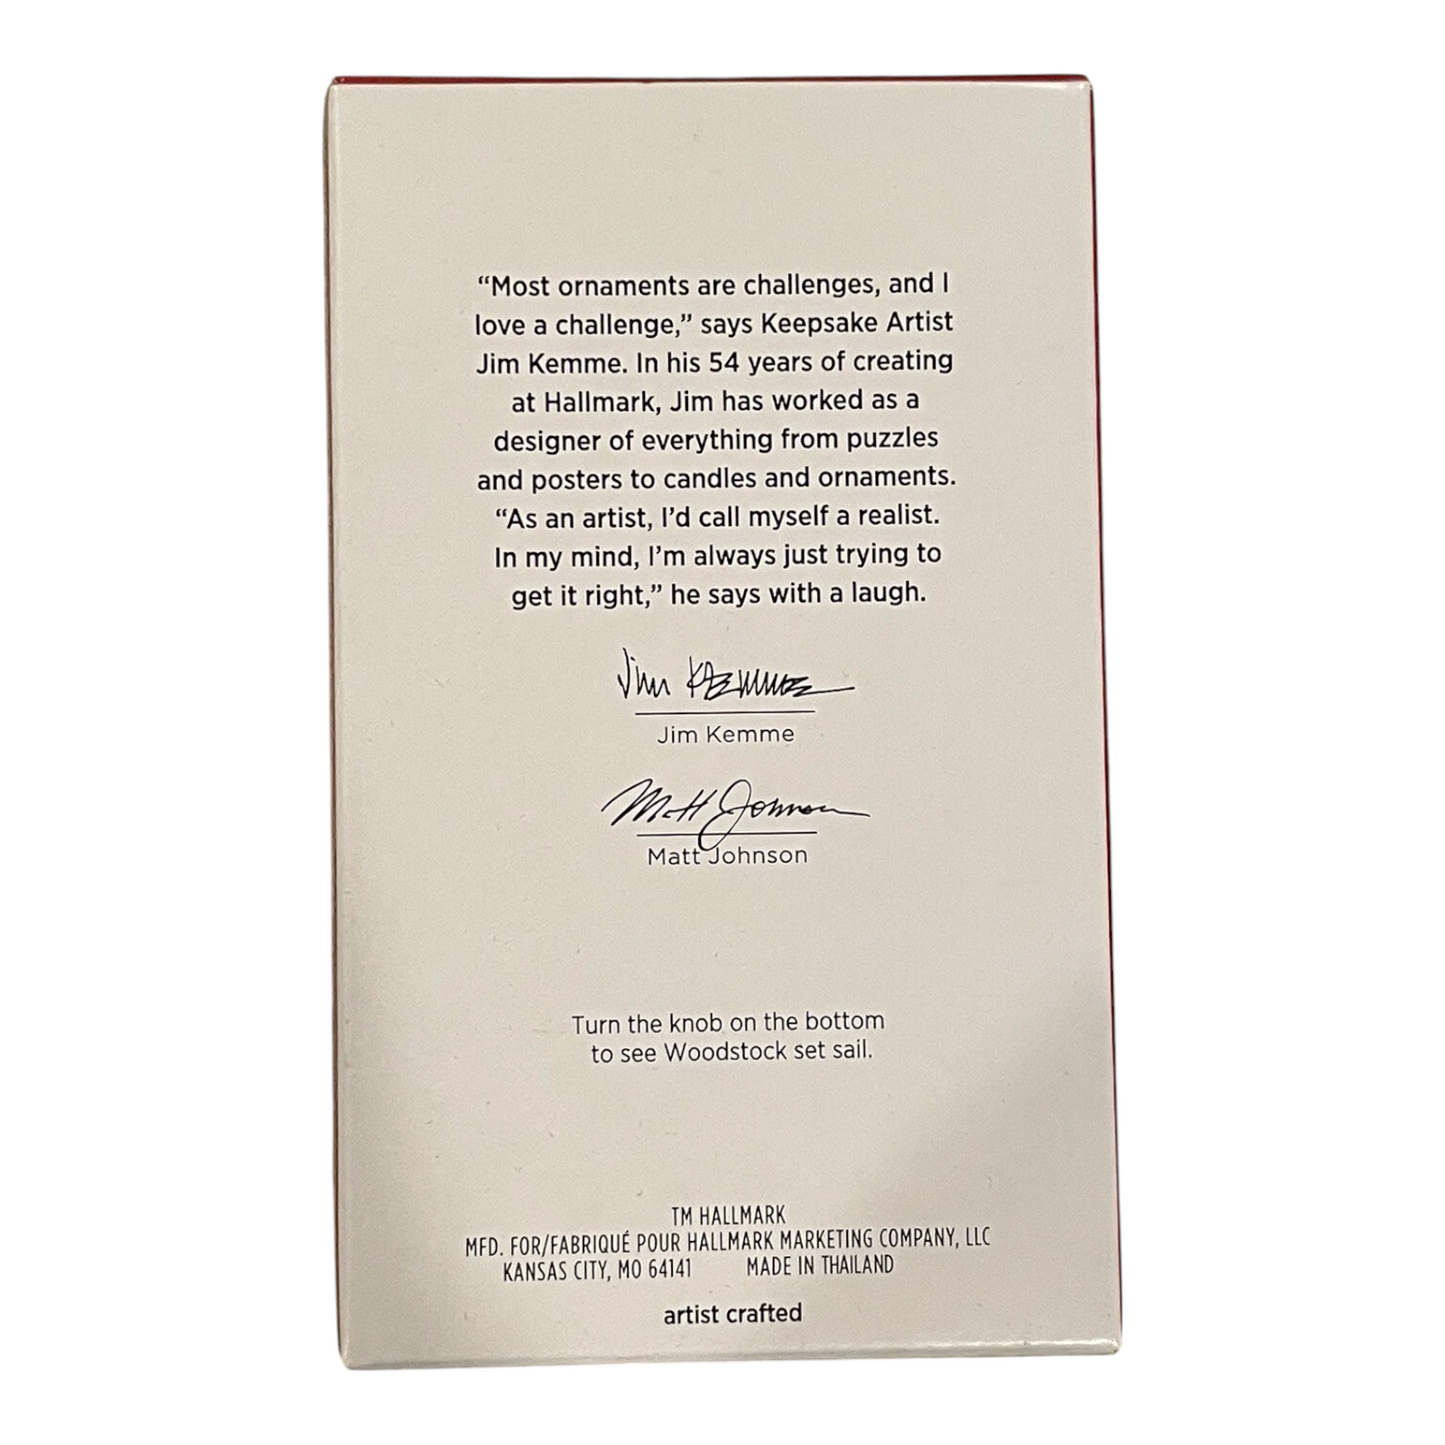 “Most ornaments are challenges, and I
love a challenge,” says Keepsake Artist
Jim Kemme. In his 54 years of creating
at Hallmark, Jim has worked as a
designer of everything from puzzles
and posters to candles and ornaments.
“As an artist, I’d call myself a realist.
In my mind, I’m always just trying to
get it right,” he says with a laugh.
Jim Kemme
Jim Kemme
Matt Johnson
Matt Johnson
Turn the knob on the bottom
to see Woodstock set sail.
TM HALLMARK
MFD. FOR/FABRIQUÉ POUR HALLMARK MARKETING COMPANY, LLC
KANSAS CITY, MO 64141 MADE IN THAILAND
artist crafted